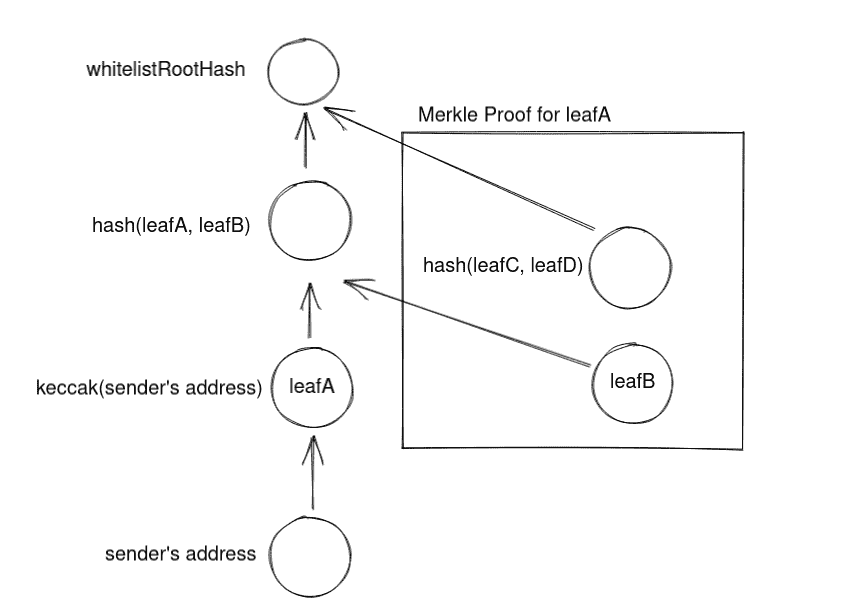 whitelistRootHash
Merkle Proof for leafA
hash(leafA, leafB)
hash(leafC, leafD)
keccak(sender's address)
leafA
leafB
sender's address